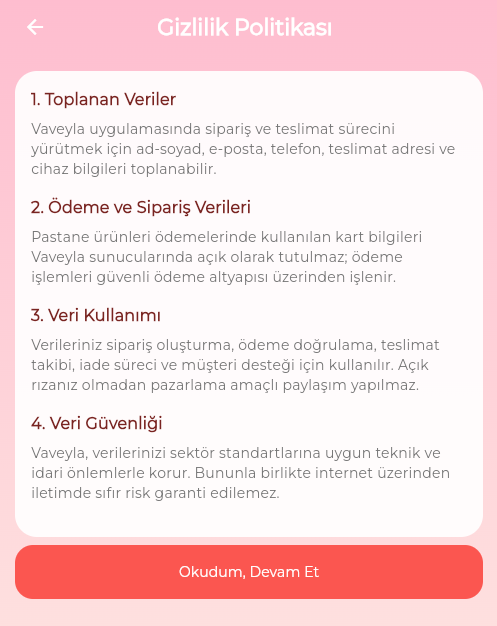 Gizlilik Politikası
1. Toplanan Veriler
Vaveyla uygulamasında sipariş ve teslimat sürecini
yürütmek için ad-soyad, e-posta, telefon, teslimat adresi ve
cihaz bilgileri toplanabilir.
2. Ödeme ve Sipariş Verileri
Pastane ürünleri ödemelerinde kullanılan kart bilgileri
Vaveyla sunucularında açık olarak tutulmaz; ödeme
işlemleri güvenli ödeme altyapısı üzerinden işlenir.
3. Veri Kullanımı
Verileriniz sipariş oluşturma, ödeme doğrulama, teslimat
takibi, iade süreci ve müşteri desteği için kullanılır. Açık
rızanız olmadan pazarlama amaçlı paylaşım yapılmaz.
4. Veri Güvenliği
Vaveyla, verilerinizi sektör standartlarına uygun teknik ve
idari önlemlerle korur. Bununla birlikte internet üzerinden
iletimde sıfır risk garanti edilemez.
Okudum, Devam Et